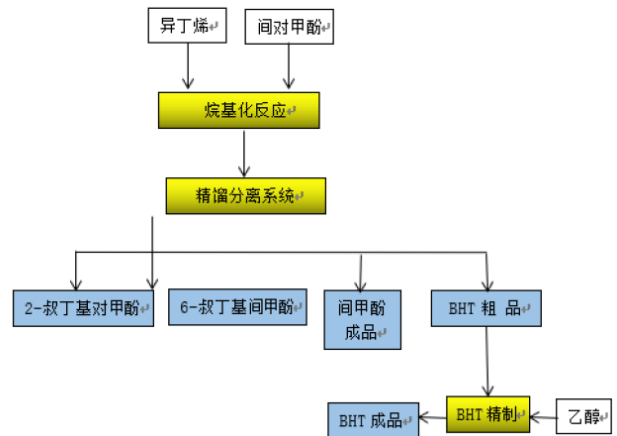 异丁烯
间对甲酚
烷基化反应
精馏分离系统
2-叔丁基对甲酚
6-叔丁基间甲酚
间甲酚
成品
BHT 粗 品
BHT 成品
BHT 精制
乙醇